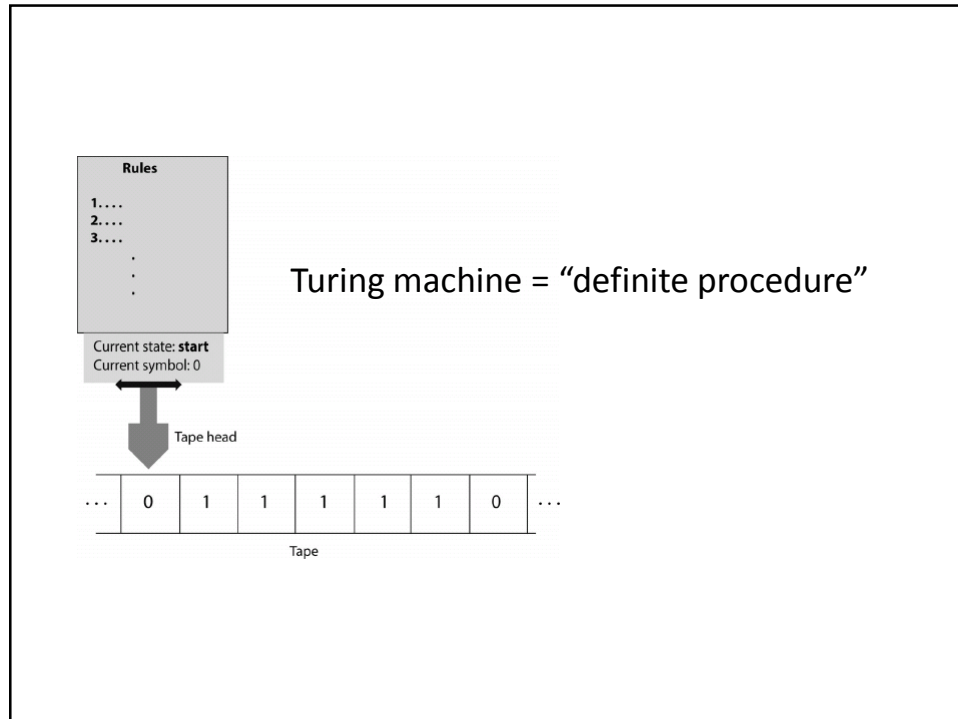 Rules
1. . . .
2. . . .
3. . . .
.
.
.
Turing machine = “definite procedure”
Current state: start
Current symbol: 0
Tape head
. . . 0 1 1 1 1 1 0 . . .
Tape